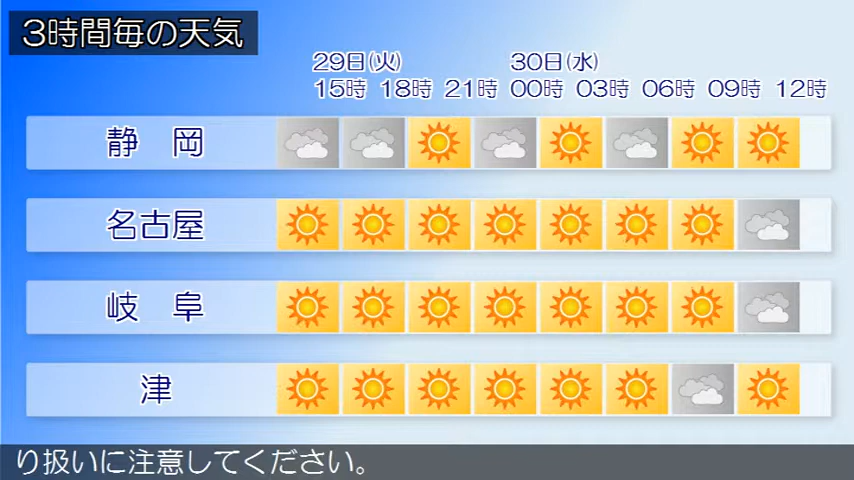 3時間毎の天気
29日(火) 30日(水)
15時 18時 21時 00時 03時 06時 09時 12時
静 岡
名古屋
岐 阜
津
り扱いに注意してください。